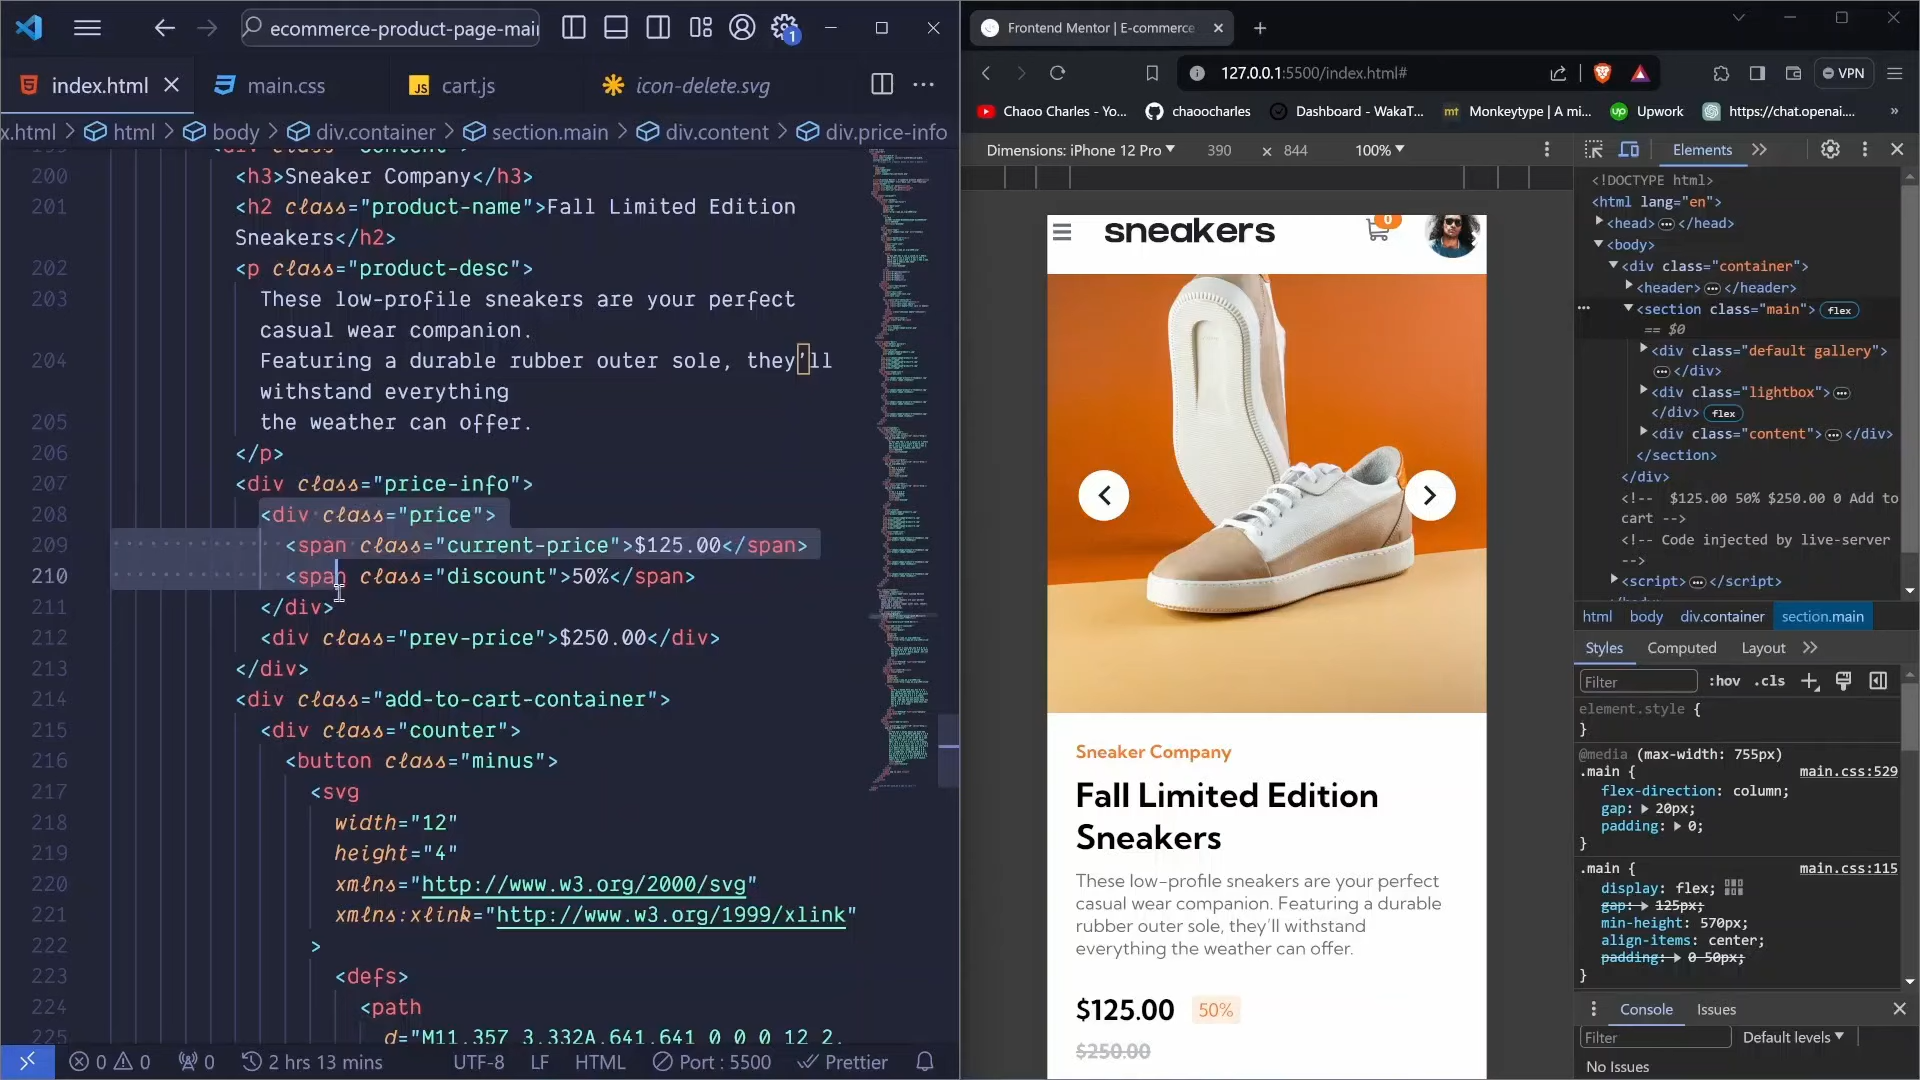 ecommerce-product-page-mai
1
index.html
main.css
cart.js
icon-delete.svg
x.html > html > body > div.container > section.main > div.content > div.price-info
200 <h3>Sneaker Company</h3>
201 <h2 class="product-name">Fall Limited Edition
Sneakers</h2>
202 <p class="product-desc">
203 These low-profile sneakers are your perfect
casual wear companion.
204 Featuring a durable rubber outer sole, they’ll
withstand everything
205 the weather can offer.
206 </p>
207 <div class="price-info">
208 <div class="price">
209 <span class="current-price">$125.00</span>
210 <span class="discount">50%</span>
211 </div>
212 <div class="prev-price">$250.00</div>
213 </div>
214 <div class="add-to-cart-container">
215 <div class="counter">
216 <button class="minus">
217 <svg
218 width="12"
219 height="4"
220 xmlns="http://www.w3.org/2000/svg"
221 xmlns:xlink="http://www.w3.org/1999/xlink"
222 >
223 <defs>
224 <path
225 d="M11.357 3.332A.641.641 0 0 0 12 2.
0 0 0 2 hrs 13 mins UTF-8 LF HTML Port : 5500 Prettier
Frontend Mentor | E-commerce
127.0.0.1:5500/index.html#
VPN
Chaoo Charles - Yo...
chaoocharles
Dashboard - WakaT...
mt Monkeytype | A mi...
up Upwork
https://chat.openai....
»
Dimensions: iPhone 12 Pro 390 × 844 100%
sneakers
0
Sneaker Company
Fall Limited Edition
Sneakers
These low-profile sneakers are your perfect
casual wear companion. Featuring a durable
rubber outer sole, they’ll withstand
everything the weather can offer.
$125.00 50%
$250.00
Elements
<!DOCTYPE html>
<html lang="en">
<head> ... </head>
<body>
<div class="container">
<header> ... </header>
<section class="main"> flex
== $0
<div class="default gallery">
... </div>
<div class="lightbox"> ...
</div> flex
<div class="content"> ... </div>
</section>
</div>
<!-- $125.00 50% $250.00 0 Add to
cart -->
<!-- Code injected by live-server
-->
<script> ... </script>
html body div.container section.main
Styles Computed Layout
Filter :hov .cls
element.style {
}
@media (max-width: 755px)
.main { main.css:529
flex-direction: column;
gap: 20px;
padding: 0;
}
.main { main.css:115
display: flex;
gap: 125px;
min-height: 570px;
align-items: center;
padding: 0 50px;
}
Console Issues
Filter Default levels
No Issues